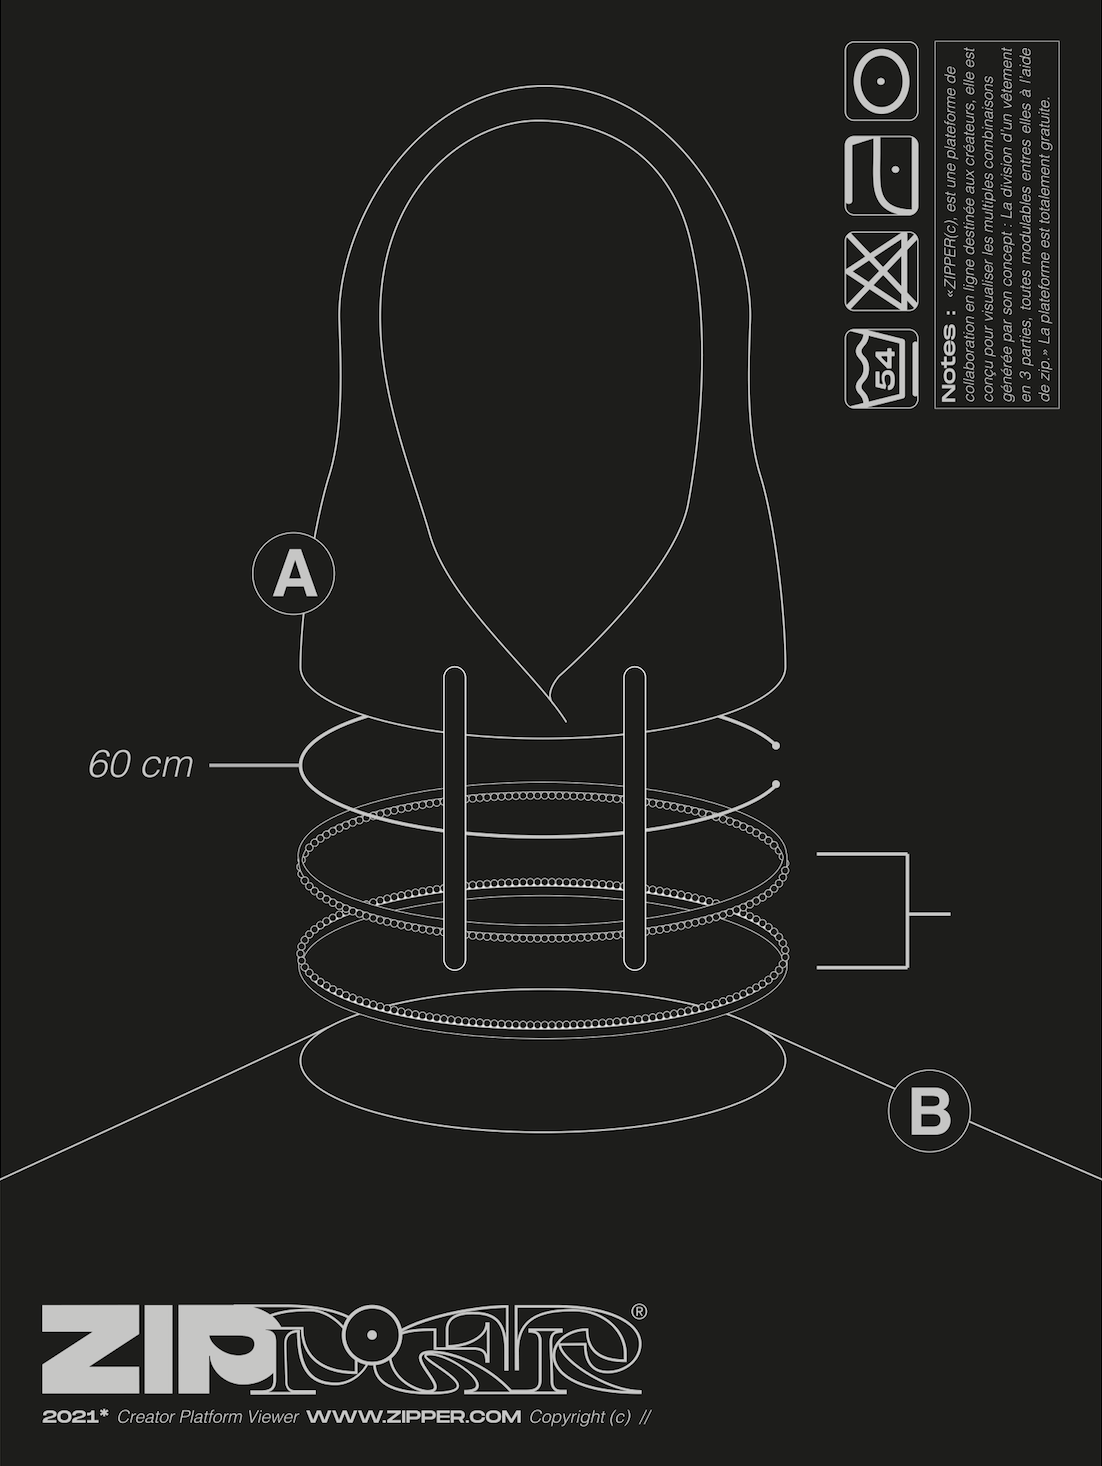 54
Notes : «ZIPPER(c), est une plateforme de
collaboration en ligne destinée aux créateurs, elle est
conçu pour visualiser les multiples combinaisons
générée par son concept : La division d'un vêtement
en 3 parties, toutes modulables entres elles à l'aide
de zip.» La plateforme est totalement gratuite.
A
60 cm
B
ZIPPER®
2021* Creator Platform Viewer WWW.ZIPPER.COM Copyright (c) //